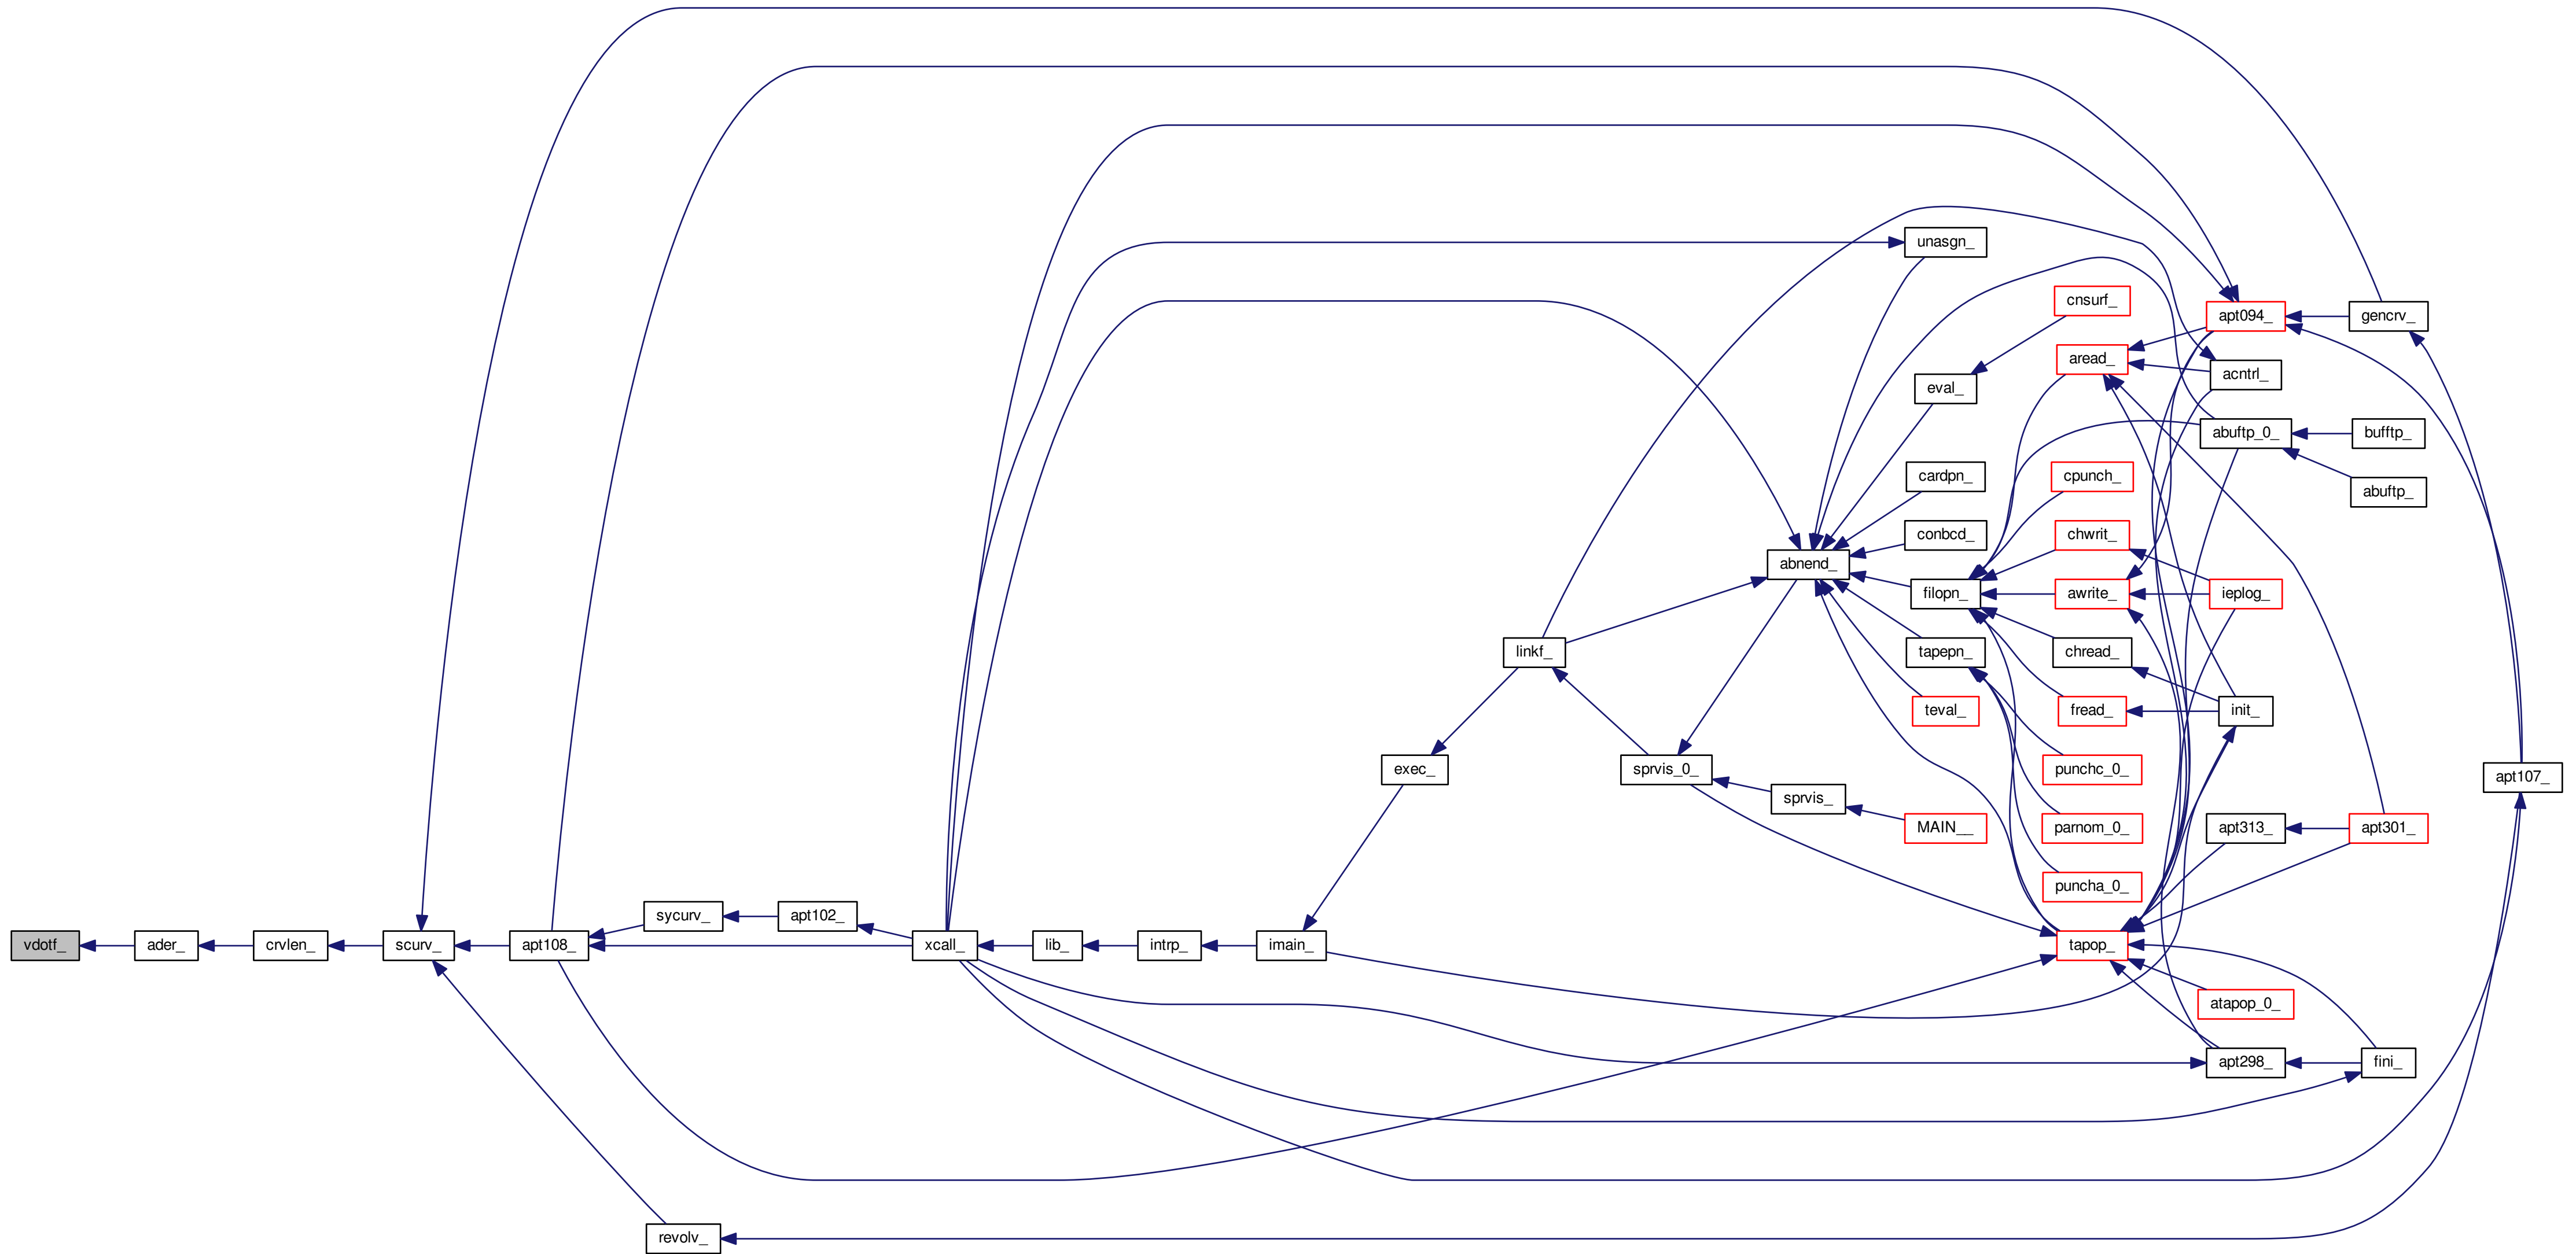 vdotf_
ader_
crvlen_
scurv_
revolv_
apt108_
sycurv_
apt102_
xcall_
lib_
intrp_
imain_
exec_
linkf_
sprvis_0_
abnend_
sprvis_
unasgn_
eval_
cardpn_
conbcd_
filopn_
tapepn_
teval_
MAIN__
cnsurf_
aread_
cpunch_
chwrit_
awrite_
chread_
fread_
punchc_0_
parnom_0_
puncha_0_
tapop_
apt094_
acntrl_
abuftp_0_
ieplog_
init_
apt313_
atapop_0_
apt298_
gencrv_
bufftp_
abuftp_
apt301_
fini_
apt107_